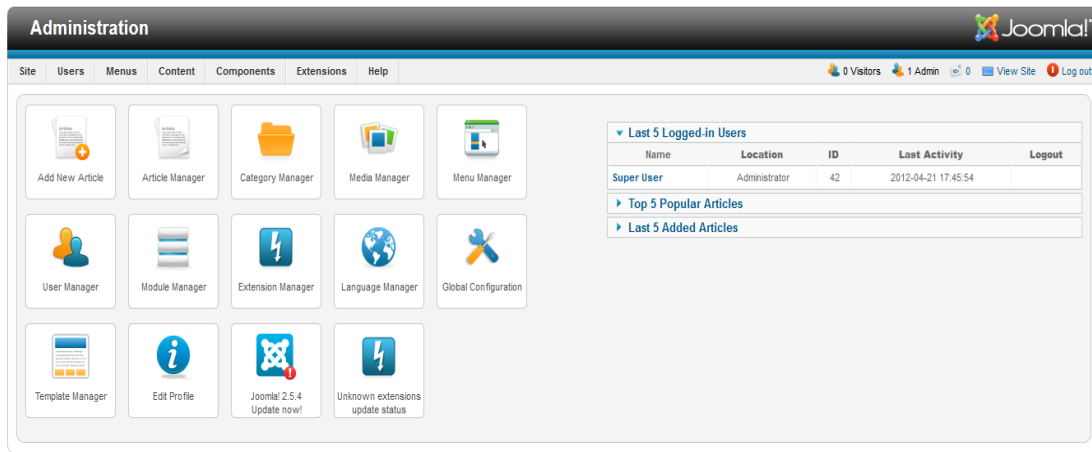 Administration
Joomla!
Site Users Menus Content Components Extensions Help
0 Visitors 1 Admin 0 View Site Log out
Add New Article Article Manager Category Manager Media Manager Menu Manager
User Manager Module Manager Extension Manager Language Manager Global Configuration
Template Manager Edit Profile Joomla! 2.5.4 Unknown extensions
Update now! update status
Last 5 Logged-in Users
Name Location ID Last Activity Logout
Super User Administrator 42 2012-04-21 17:45:54
Top 5 Popular Articles
Last 5 Added Articles